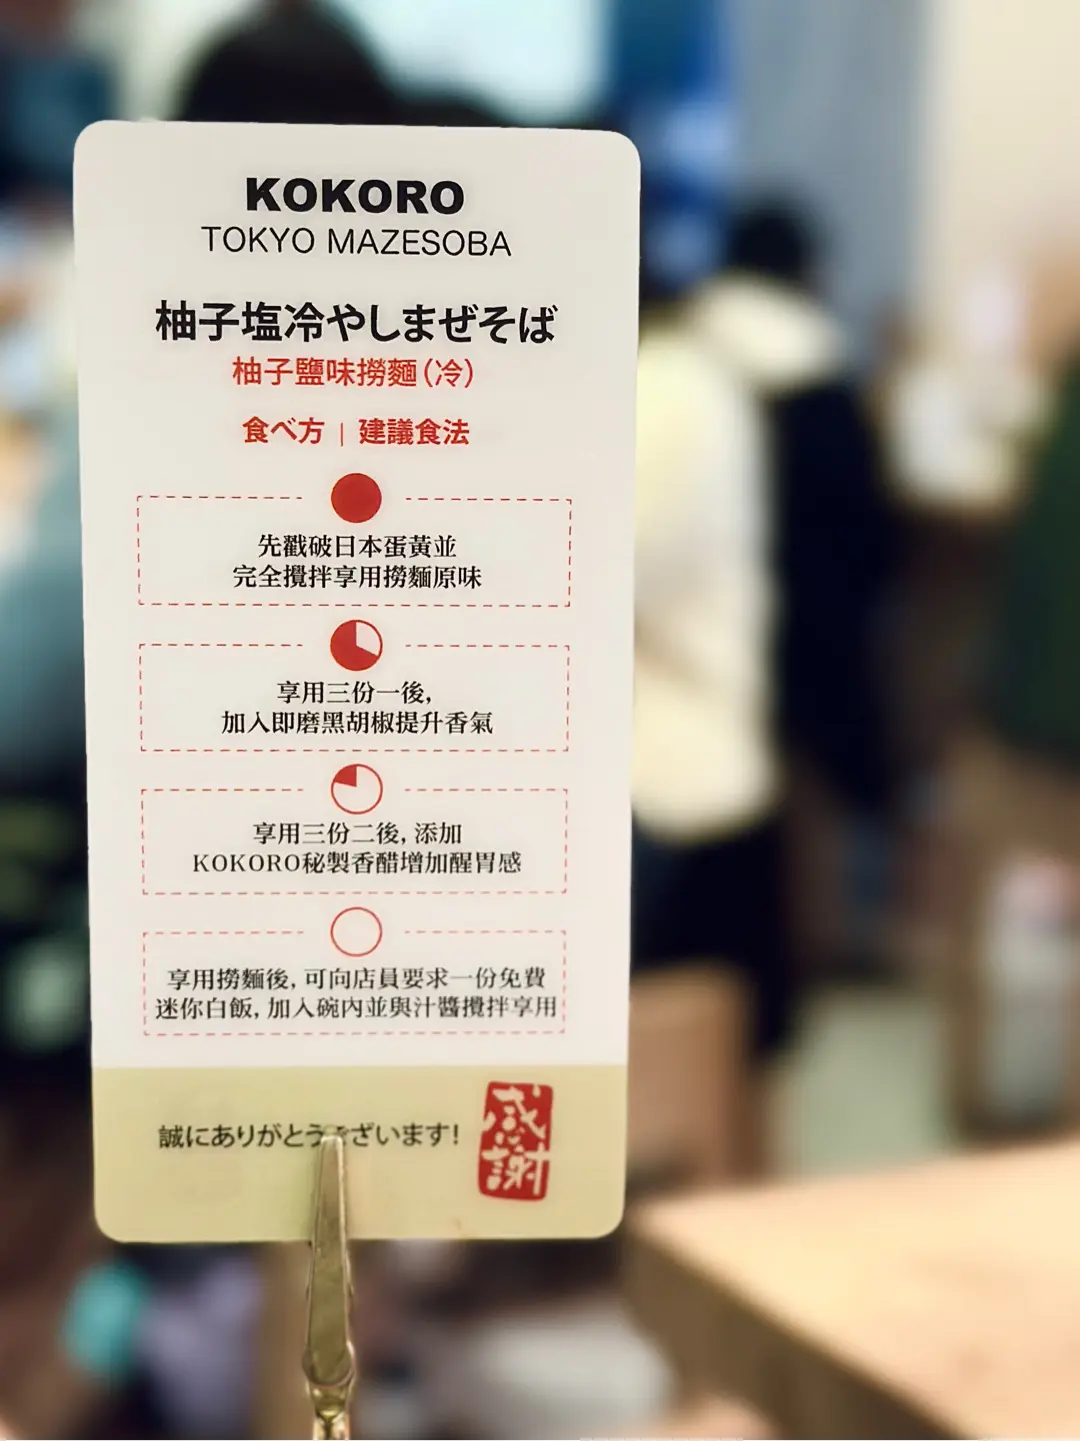 KOKORO
TOKYO MAZESOBA
柚子塩冷やしまぜそば
柚子鹽味撈麵(冷)
食べ方 | 建議食法
先戳破日本蛋黃並
完全攪拌享用撈麵原味
享用三份一後,
加入即磨黑胡椒提升香氣
享用三份二後, 添加
KOKORO秘製香醋增加醒胃感
享用撈麵後, 可向店員要求一份免費
迷你白飯, 加入碗內並與汁醬攪拌享用
誠にありがとうございます!
感謝